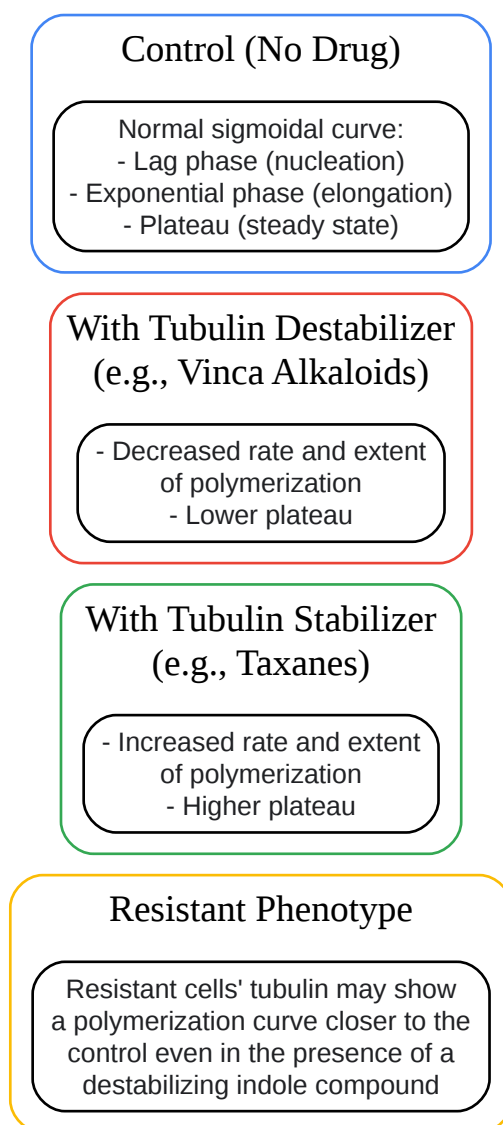 Control (No Drug)
Normal sigmoidal curve:
- Lag phase (nucleation)
- Exponential phase (elongation)
- Plateau (steady state)
With Tubulin Destabilizer
(e.g., Vinca Alkaloids)
- Decreased rate and extent
of polymerization
- Lower plateau
With Tubulin Stabilizer
(e.g., Taxanes)
- Increased rate and extent
of polymerization
- Higher plateau
Resistant Phenotype
Resistant cells' tubulin may show
a polymerization curve closer to the
control even in the presence of a
destabilizing indole compound